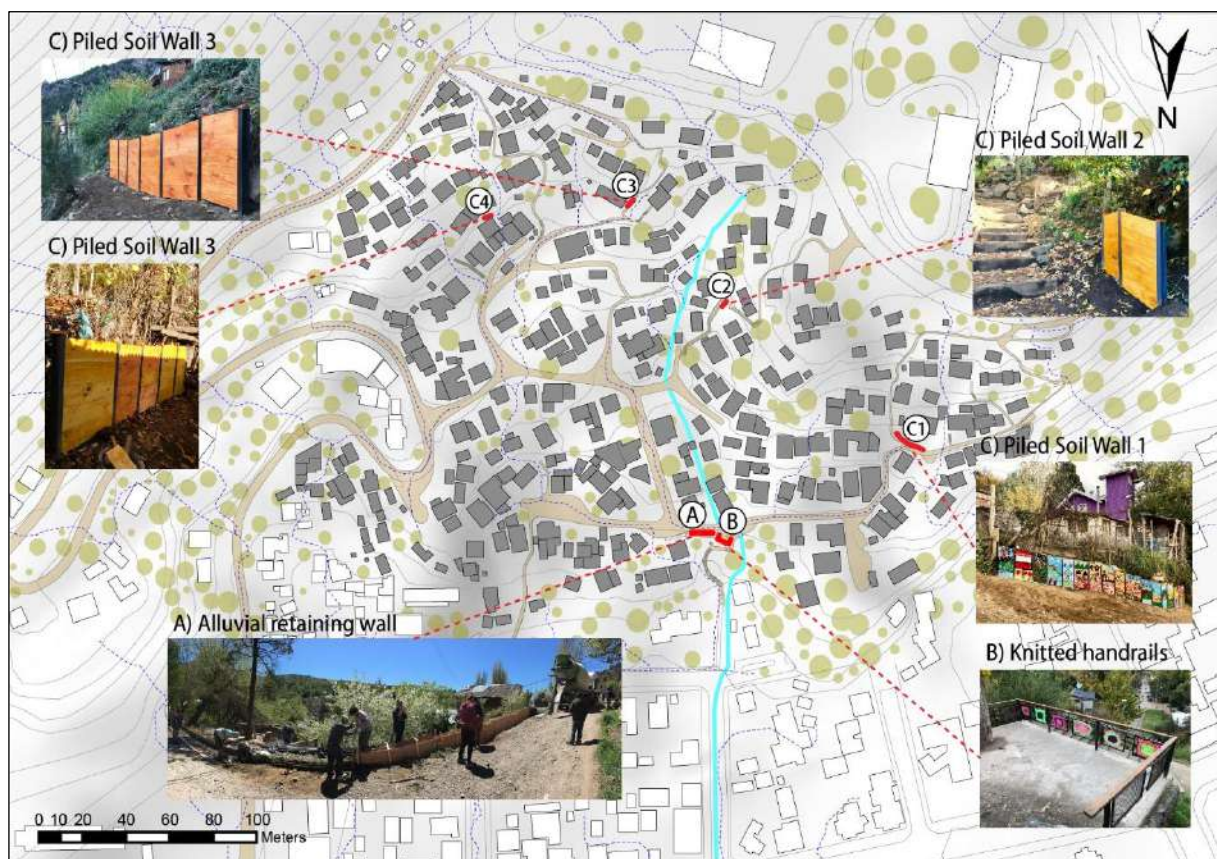 C) Piled Soil Wall 3
N
C) Piled Soil Wall 2
C3
C4
C) Piled Soil Wall 3
C2
C1
C) Piled Soil Wall 1
A
B
A) Alluvial retaining wall
B) Knitted handrails
0 10 20 40 60 80 100
Meters